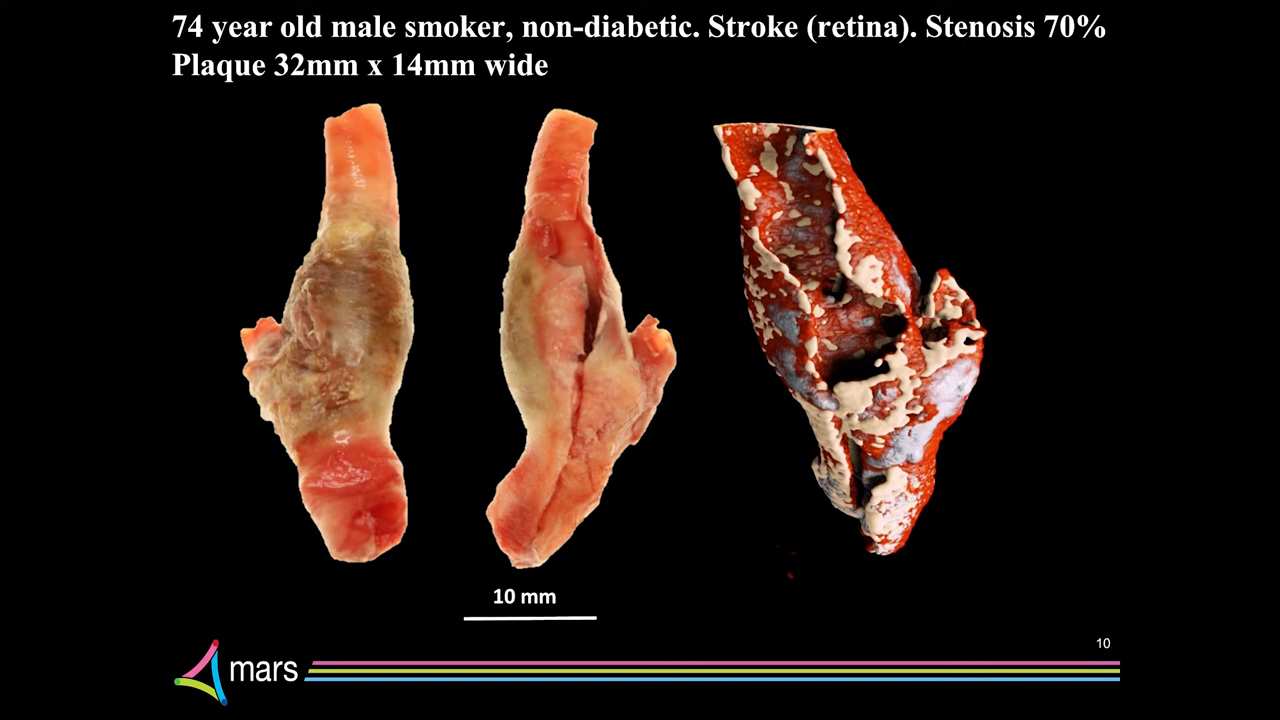 74 year old male smoker, non-diabetic. Stroke (retina). Stenosis 70%
Plaque 32mm x 14mm wide
10 mm
10
mars